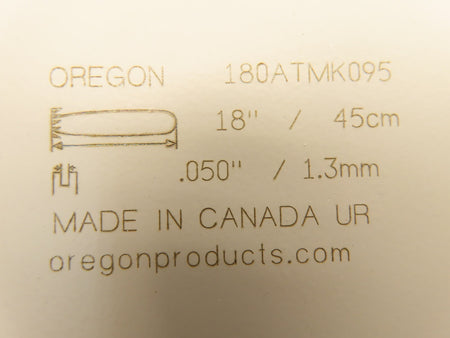 OREGON 180ATMK095
18" / 45cm
.050" / 1.3mm
MADE IN CANADA UR
oregonproducts.com